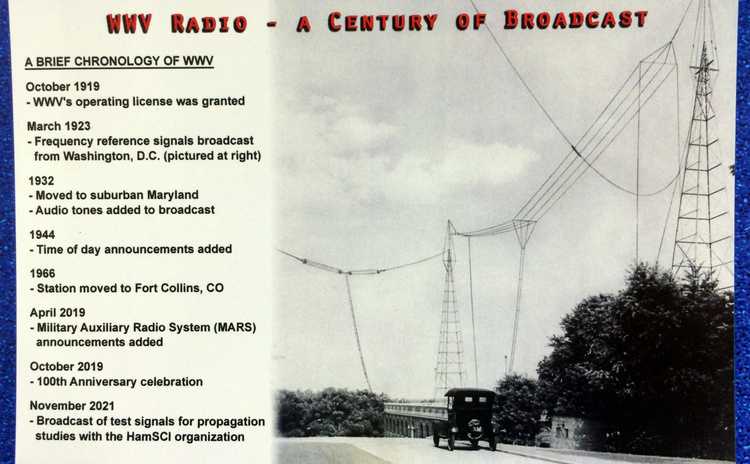 WWV Radio - a Century of Broadcast
A BRIEF CHRONOLOGY OF WWV
October 1919
- WWV's operating license was granted
March 1923
- Frequency reference signals broadcast
from Washington, D.C. (pictured at right)
1932
- Moved to suburban Maryland
- Audio tones added to broadcast
1944
- Time of day announcements added
1966
- Station moved to Fort Collins, CO
April 2019
- Military Auxiliary Radio System (MARS)
announcements added
October 2019
- 100th Anniversary celebration
November 2021
- Broadcast of test signals for propagation
studies with the HamSCI organization